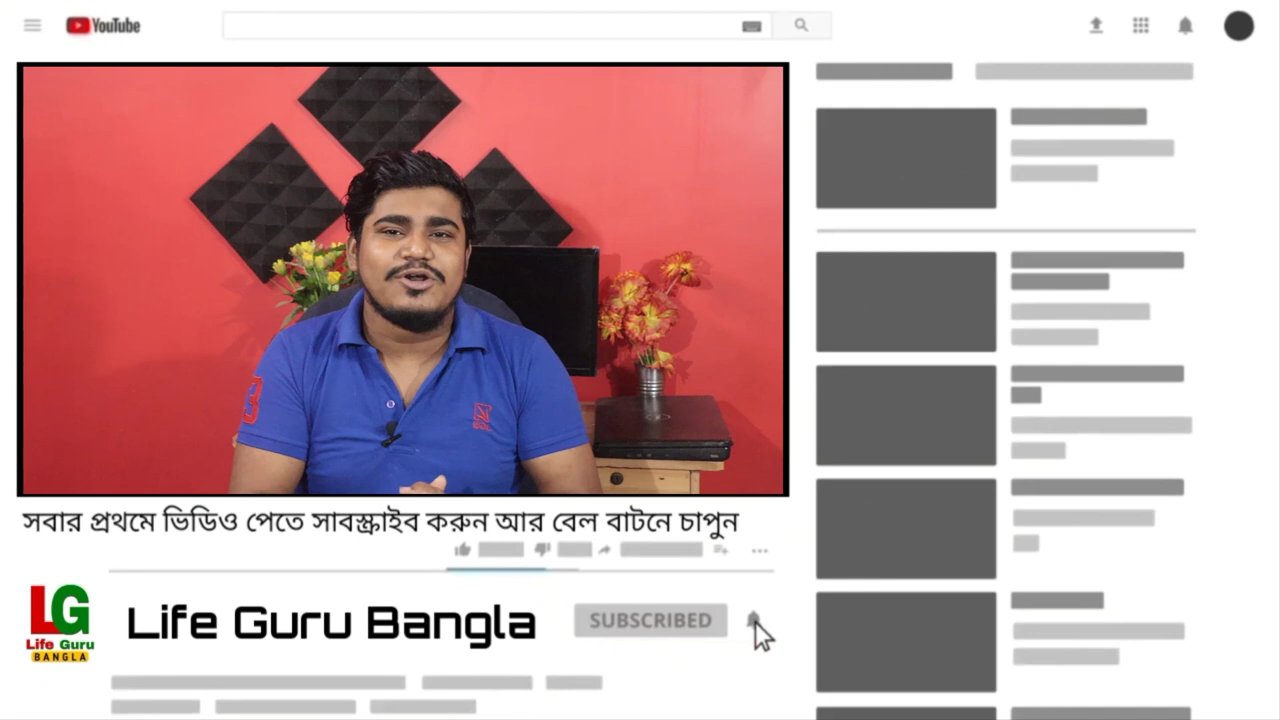 YouTube
সবার প্রথমে ভিডিও পেতে সাবস্ক্রাইব করুন আর বেল বাটনে চাপুন
LG
Life Guru
BANGLA
Life Guru Bangla
SUBSCRIBED